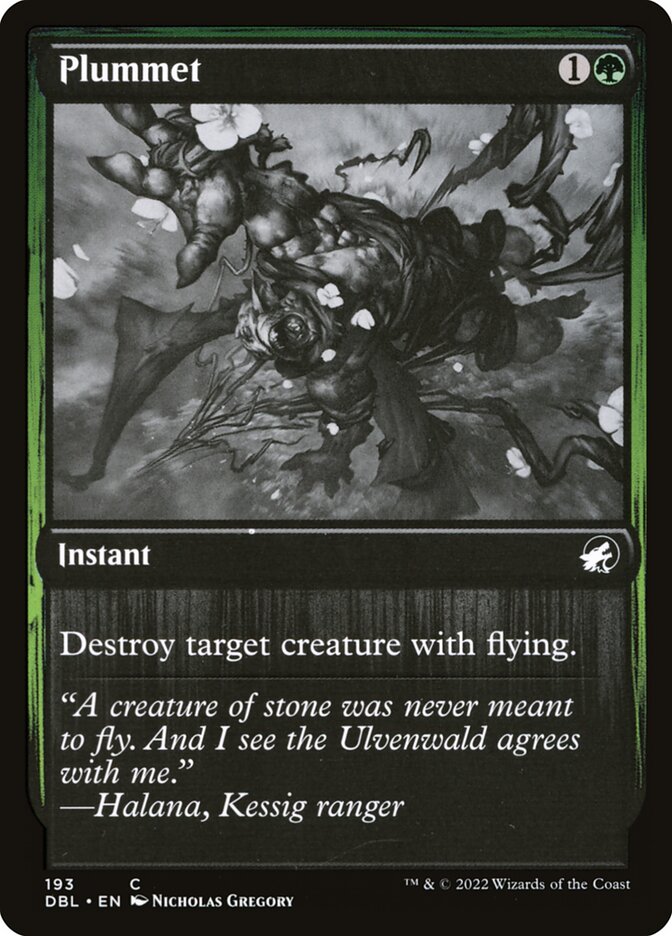 Plummet 1
Instant
Destroy target creature with flying.
“A creature of stone was never meant
to fly. And I see the Ulvenwald agrees
with me.”
—Halana, Kessig ranger
193 C ™ & © 2022 Wizards of the Coast
DBL • EN Nicholas Gregory